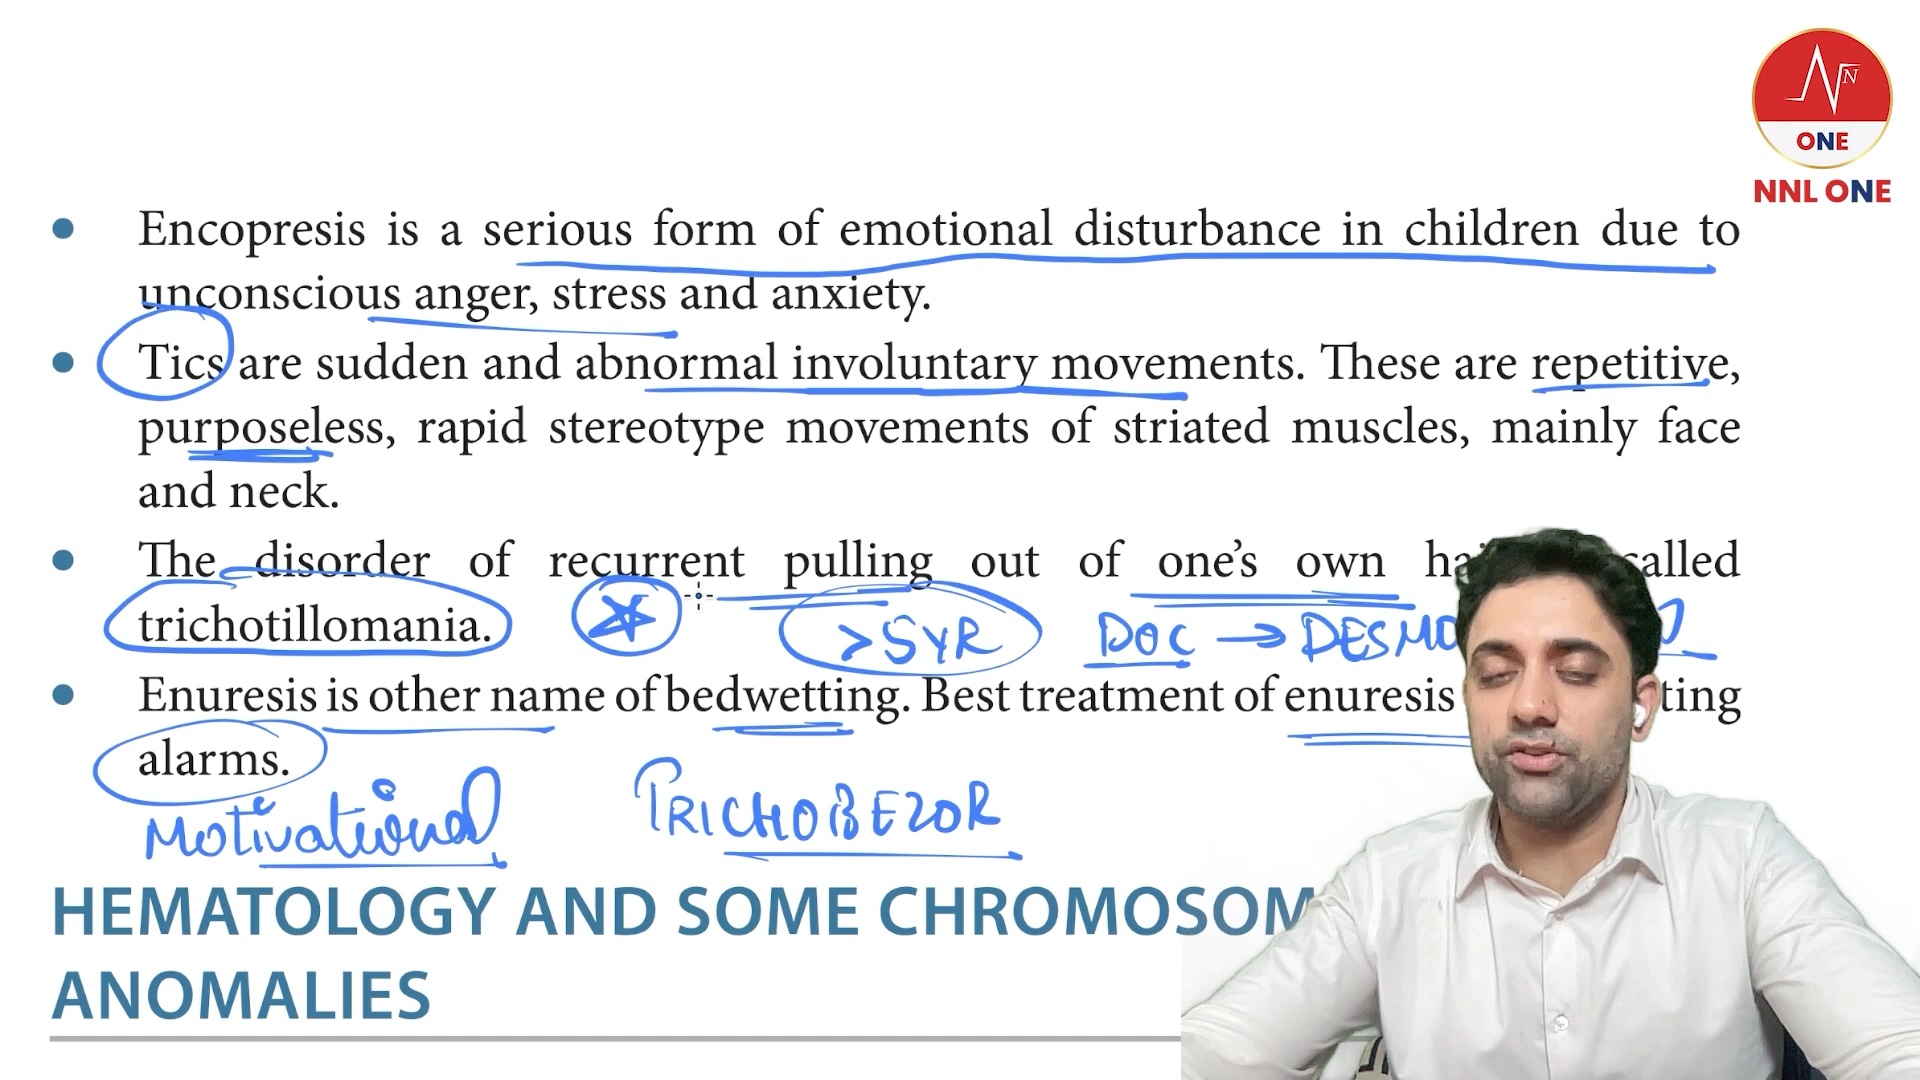 N
ONE
NNL ONE
• Encopresis is a serious form of emotional disturbance in children due to
unconscious anger, stress and anxiety.
• Tics are sudden and abnormal involuntary movements. These are repetitive,
purposeless, rapid stereotype movements of striated muscles, mainly face
and neck.
• The disorder of recurrent pulling out of one's own called
trichotillomania.
>5YR DOC → DESMO
• Enuresis is other name of bedwetting. Best treatment of enuresis
alarms.
Motivational TRICHOBEZOR
HEMATOLOGY AND SOME CHROMOSOM
ANOMALIES